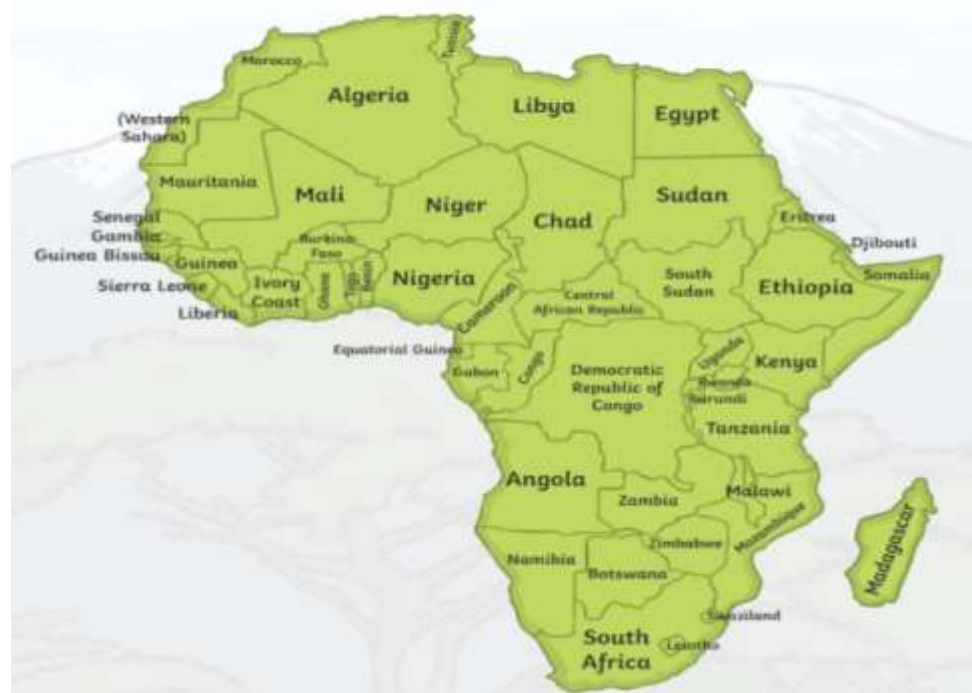 Morocco
Tunisia
Algeria
Libya
Egypt
(Western
Sahara)
Mauritania
Mali
Niger
Chad
Sudan
Eritrea
Senegal
Gambia
Guinea Bissau
Guinea
Burkina
Faso
Djibouti
Somalia
Sierra Leone
Ivory
Coast
Ghana
Togo
Benin
Nigeria
South
Sudan
Ethiopia
Liberia
Cameroon
Central
African Republic
Equatorial Guinea
Gabon
Congo
Democratic
Republic of
Congo
Uganda
Kenya
Rwanda
Burundi
Tanzania
Angola
Zambia
Malawi
Mozambique
Zimbabwe
Namibia
Botswana
Madagascar
Swaziland
South
Africa
Lesotho